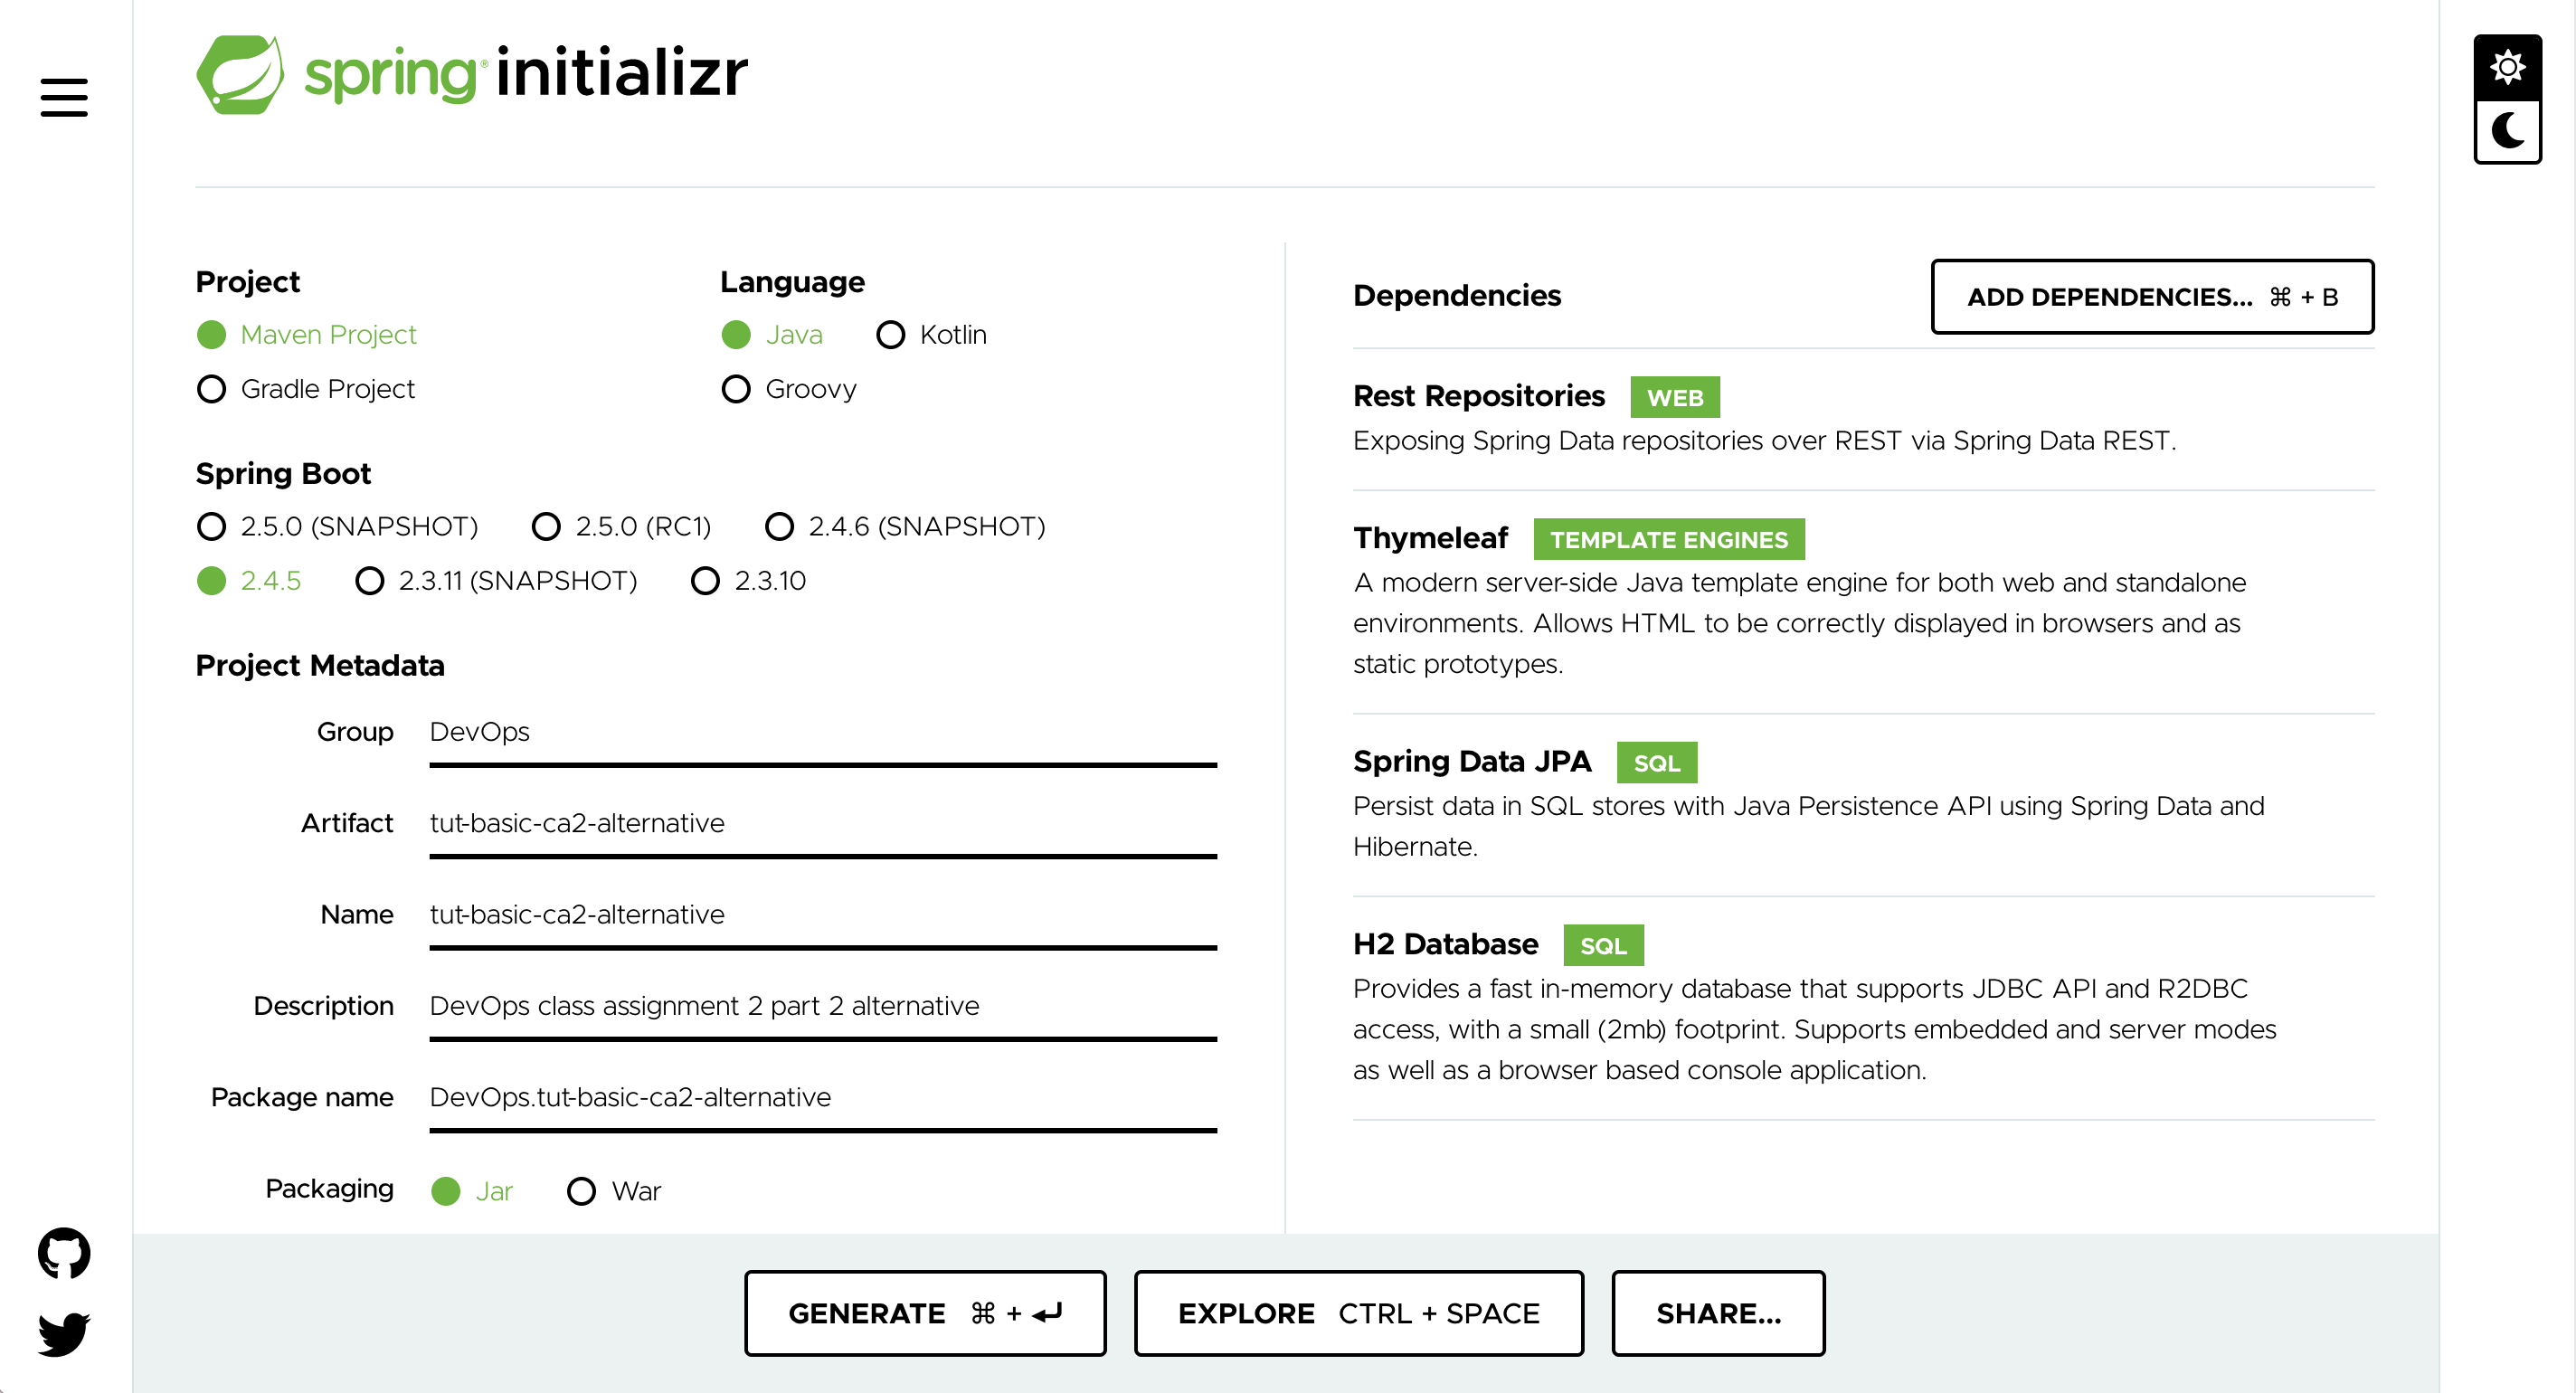 spring® initializr
Project
Maven Project
Gradle Project
Language
Java Kotlin
Groovy
Spring Boot
2.5.0 (SNAPSHOT) 2.5.0 (RC1) 2.4.6 (SNAPSHOT)
2.4.5 2.3.11 (SNAPSHOT) 2.3.10
Project Metadata
Group DevOps
Artifact tut-basic-ca2-alternative
Name tut-basic-ca2-alternative
Description DevOps class assignment 2 part 2 alternative
Package name DevOps.tut-basic-ca2-alternative
Packaging Jar War
Dependencies ADD DEPENDENCIES... ⌘ + B
Rest Repositories WEB
Exposing Spring Data repositories over REST via Spring Data REST.
Thymeleaf TEMPLATE ENGINES
A modern server-side Java template engine for both web and standalone
environments. Allows HTML to be correctly displayed in browsers and as
static prototypes.
Spring Data JPA SQL
Persist data in SQL stores with Java Persistence API using Spring Data and
Hibernate.
H2 Database SQL
Provides a fast in-memory database that supports JDBC API and R2DBC
access, with a small (2mb) footprint. Supports embedded and server modes
as well as a browser based console application.
GENERATE ⌘ + ↵
EXPLORE CTRL + SPACE
SHARE...